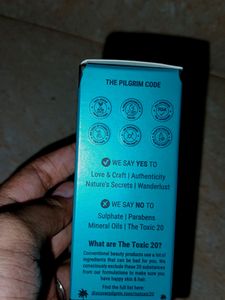 THE PILGRIM CODE
WE SAY YES TO
Love & Craft | Authenticity
Nature's Secrets | Wanderlust
WE SAY NO TO
Sulphate | Parabens
Mineral Oils | The Toxic 20
What are The Toxic 20?
Conventional beauty products use a lot of
ingredients that can be bad for you. We
consciously exclude these 20 substances
from our formulations to make sure you
have happy skin & hair.
Find the full list here: